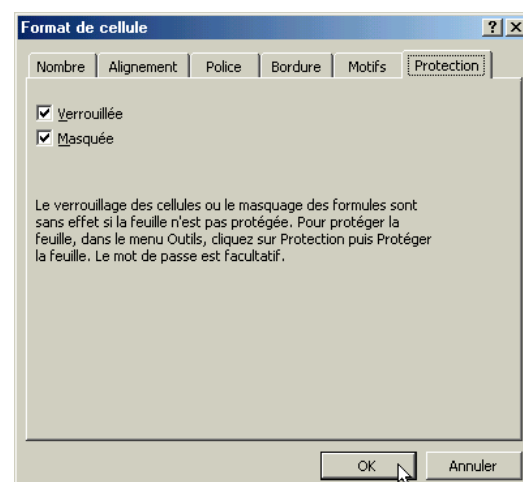 Format de cellule
Nombre Alignement Police Bordure Motifs Protection
Verrouillée
Masquée
Le verrouillage des cellules ou le masquage des formules sont
sans effet si la feuille n'est pas protégée. Pour protéger la
feuille, dans le menu Outils, cliquez sur Protection puis Protéger
la feuille. Le mot de passe est facultatif.
OK Annuler